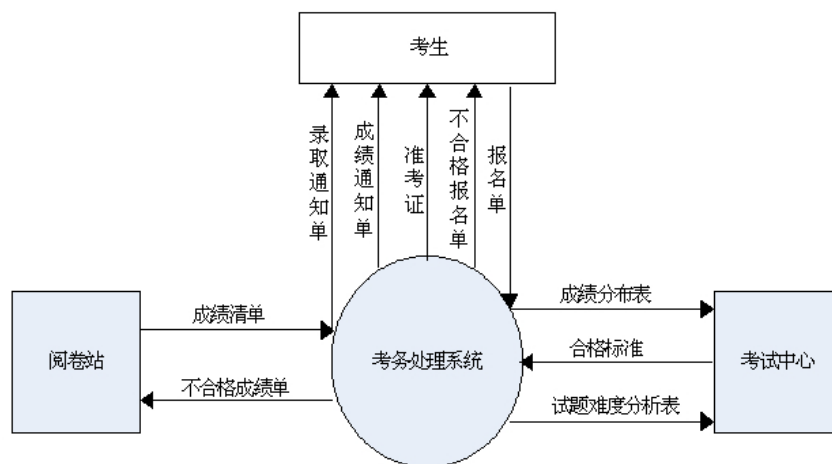 考生
录取通知单
成绩通知单
准考证
不合格报名单
报名单
成绩清单
不合格成绩单
阅卷站
考务处理系统
成绩分布表
合格标准
试题难度分析表
考试中心